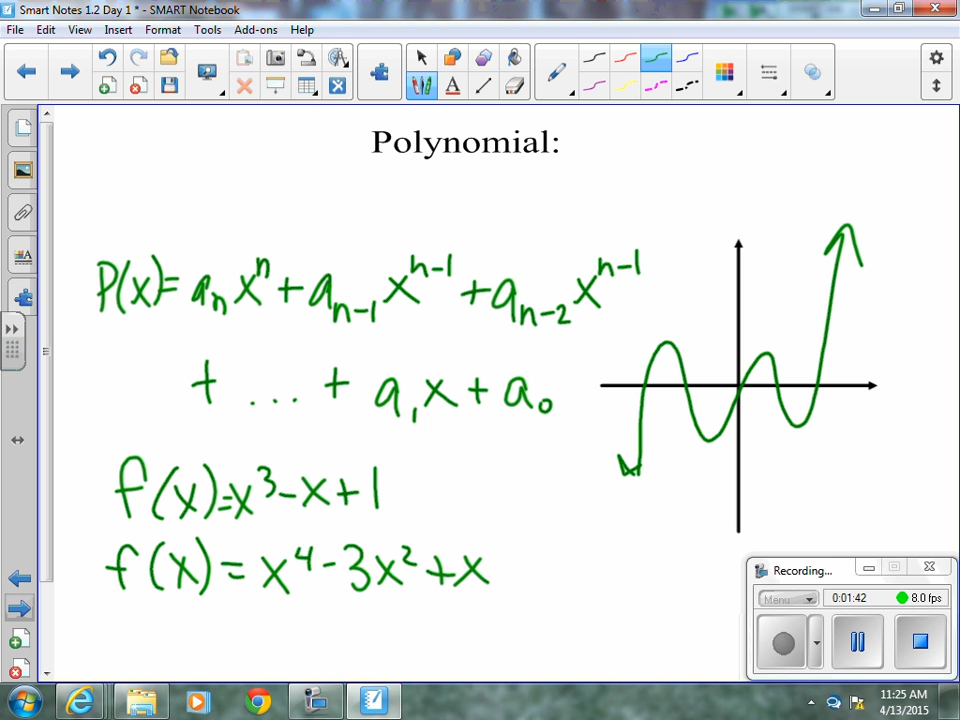 Smart Notes 1.2 Day 1 * - SMART Notebook
File Edit View Insert Format Tools Add-ons Help
Polynomial:
P(x)= aₙxⁿ + aₙ₋₁xⁿ⁻¹ + aₙ₋₂xⁿ⁻¹
+ ... + a₁x + a₀
f(x)=x³-x+1
f(x) = x⁴-3x²+x
Recording...
Menu 0:01:42 8.0 fps
11:25 AM
4/13/2015